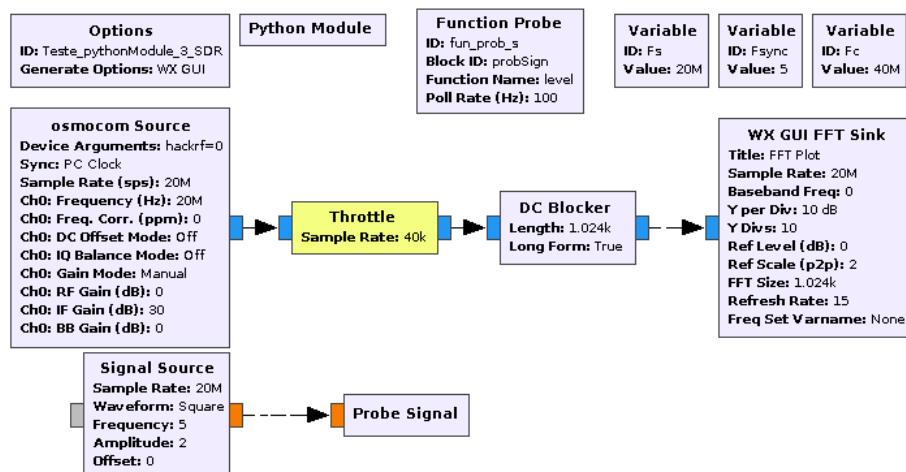 Options
ID: Teste_pythonModule_3_SDR
Generate Options: WX GUI
Python Module
Function Probe
ID: fun_prob_s
Block ID: probSign
Function Name: level
Poll Rate (Hz): 100
Variable
ID: Fs
Value: 20M
Variable
ID: Fsync
Value: 5
Variable
ID: Fc
Value: 40M
osmocom Source
Device Arguments: hackrf=0
Sync: PC Clock
Sample Rate (sps): 20M
Ch0: Frequency (Hz): 20M
Ch0: Freq. Corr. (ppm): 0
Ch0: DC Offset Mode: Off
Ch0: IQ Balance Mode: Off
Ch0: Gain Mode: Manual
Ch0: RF Gain (dB): 0
Ch0: IF Gain (dB): 30
Ch0: BB Gain (dB): 0
Throttle
Sample Rate: 40k
DC Blocker
Length: 1.024k
Long Form: True
WX GUI FFT Sink
Title: FFT Plot
Sample Rate: 20M
Baseband Freq: 0
Y per Div: 10 dB
Y Divs: 10
Ref Level (dB): 0
Ref Scale (p2p): 2
FFT Size: 1.024k
Refresh Rate: 15
Freq Set Varname: None
Signal Source
Sample Rate: 20M
Waveform: Square
Frequency: 5
Amplitude: 2
Offset: 0
Probe Signal